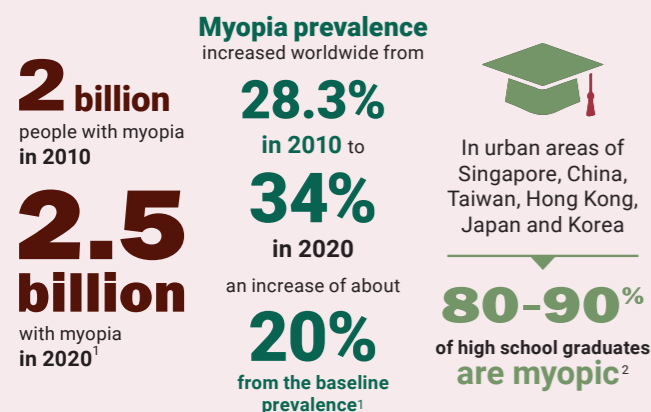 2 billion
people with myopia
in 2010
2.5
billion
with myopia
in 2020¹
Myopia prevalence
increased worldwide from
28.3%
in 2010 to
34%
in 2020
an increase of about
20%
from the baseline
prevalence¹
In urban areas of
Singapore, China,
Taiwan, Hong Kong,
Japan and Korea
80-90%
of high school graduates
are myopic²